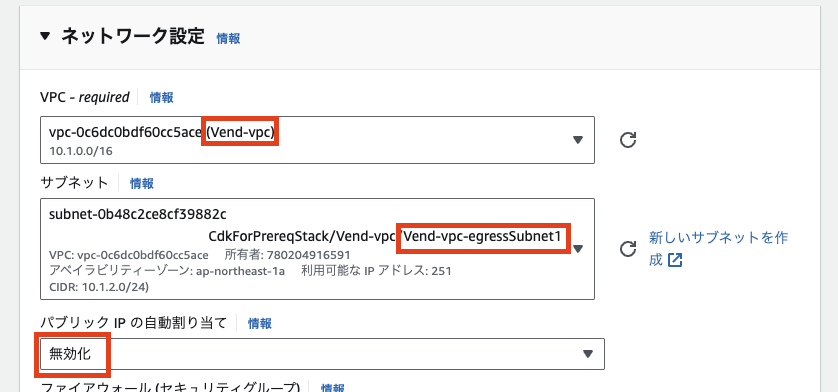 ▼ ネットワーク設定 情報
VPC - required 情報
vpc-0c6dc0bdf60cc5ace (Vend-vpc)
10.1.0.0/16
サブネット 情報
subnet-0b48c2ce8cf39882c
CdkForPrereqStack/Vend-vpc/Vend-vpc-egressSubnet1
VPC: vpc-0c6dc0bdf60cc5ace 所有者: 780204916591
アベイラビリティーゾーン: ap-northeast-1a 利用可能な IP アドレス: 251
CIDR: 10.1.2.0/24)
新しいサブネットを作
成
パブリック IP の自動割り当て 情報
無効化
ファイアウォール (セキュリティグループ) 情報